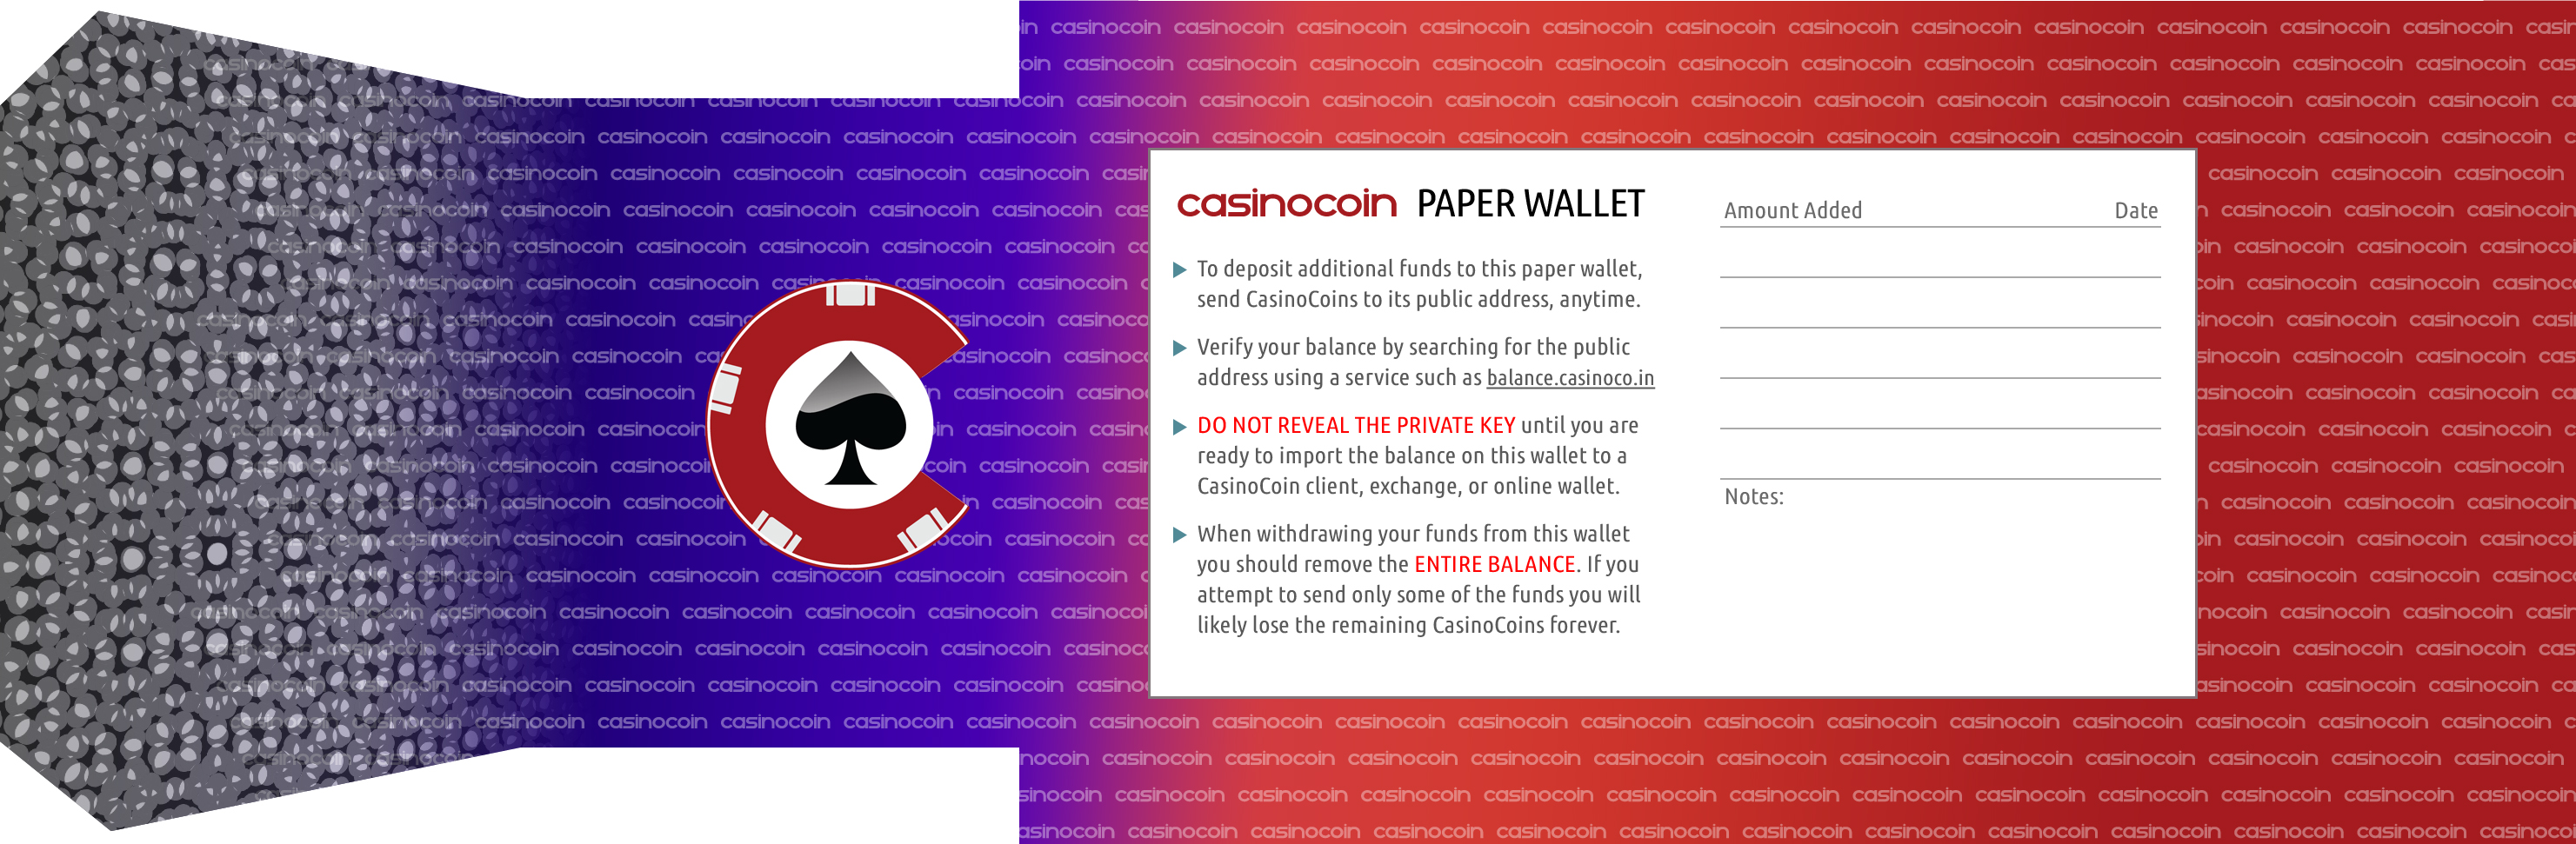 casinocoin PAPER WALLET
To deposit additional funds to this paper wallet,
send CasinoCoins to its public address, anytime.
Verify your balance by searching for the public
address using a service such as balance.casinoco.in
DO NOT REVEAL THE PRIVATE KEY until you are
ready to import the balance on this wallet to a
CasinoCoin client, exchange, or online wallet.
When withdrawing your funds from this wallet
you should remove the ENTIRE BALANCE. If you
attempt to send only some of the funds you will
likely lose the remaining CasinoCoins forever.
Amount Added Date
Notes: